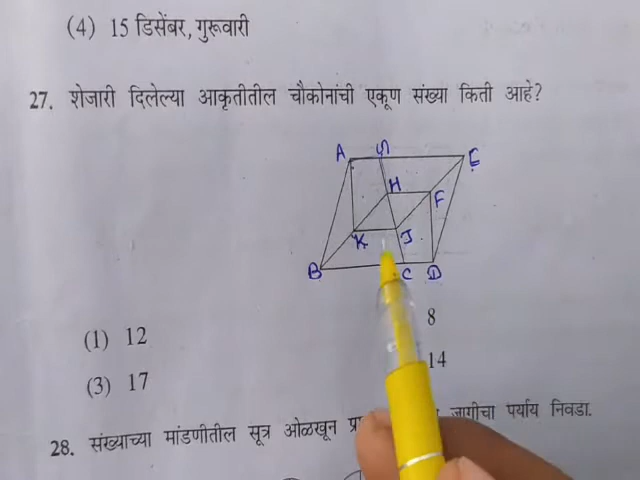 (4) 15 डिसेंबर, गुरूवारी
27. शेजारी दिलेल्या आकृतीतील चौकोनांची एकूण संख्या किती आहे?
A G E
H
F
K J
B C D
(1) 12 8
(3) 17 14
28. संख्याच्या मांडणीतील सूत्र ओळखून जागीचा पर्याय निवडा.